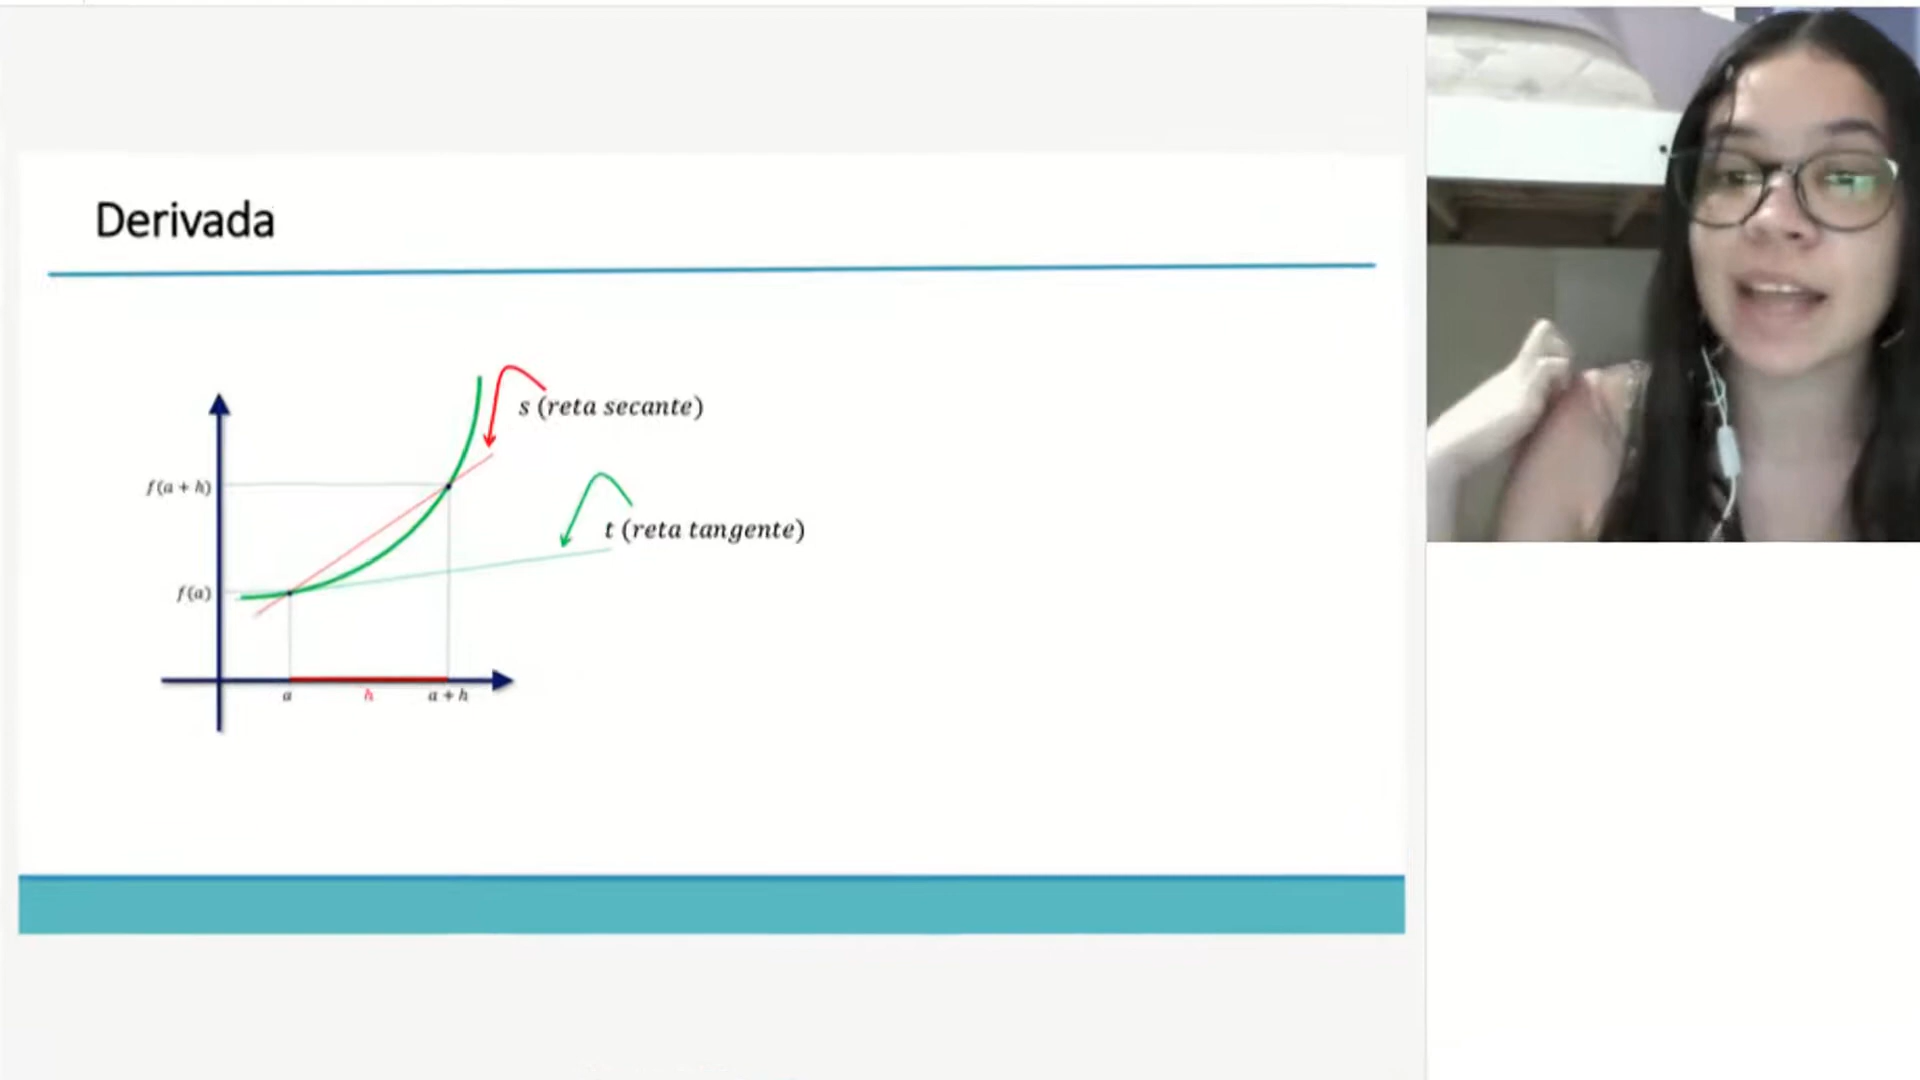 Derivada
s (reta secante)
f(a + h)
t (reta tangente)
f(a)
a h a + h